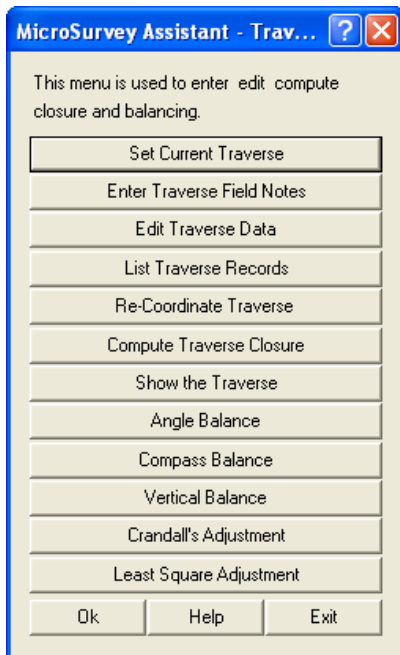 MicroSurvey Assistant - Trav... ?
This menu is used to enter edit compute
closure and balancing.
Set Current Traverse
Enter Traverse Field Notes
Edit Traverse Data
List Traverse Records
Re-Coordinate Traverse
Compute Traverse Closure
Show the Traverse
Angle Balance
Compass Balance
Vertical Balance
Crandall's Adjustment
Least Square Adjustment
Ok Help Exit